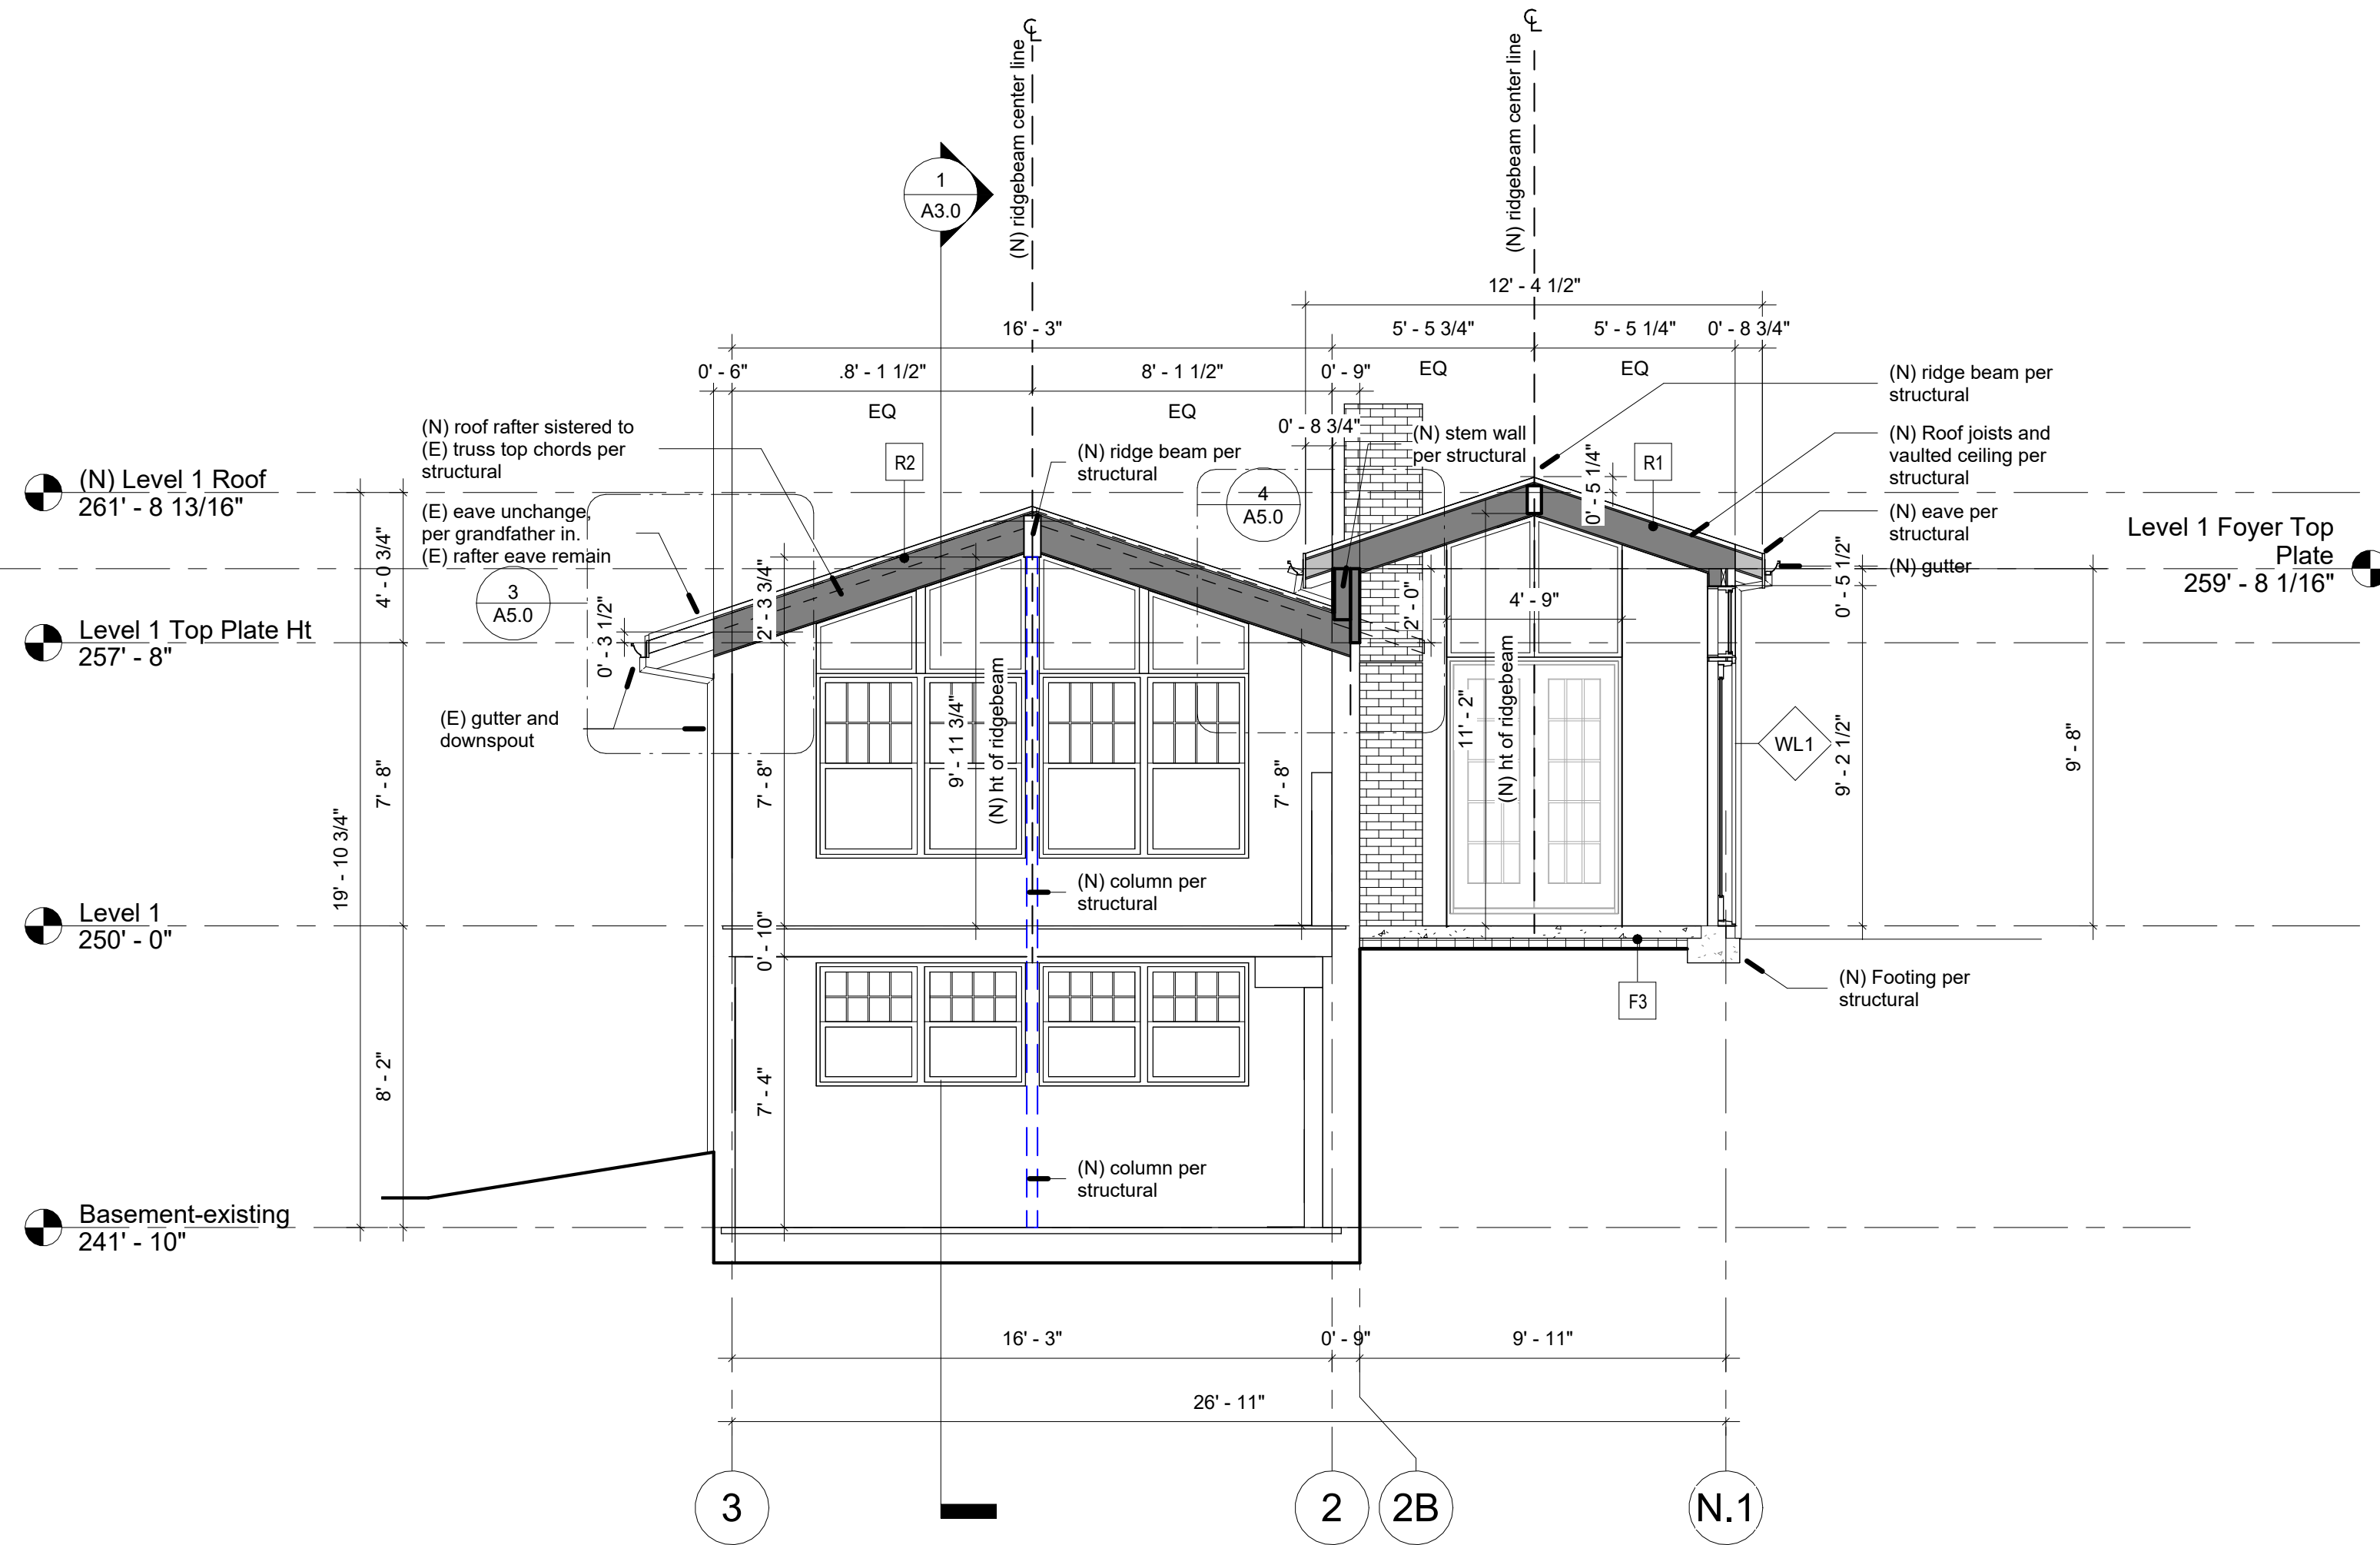 (N) ridgebeam center line
(N) ridgebeam center line
1
A3.0
12' - 4 1/2"
16' - 3"
5' - 5 3/4"
5' - 5 1/4"
0' - 8 3/4"
0' - 6"
.8' - 1 1/2"
8' - 1 1/2"
0' - 9"
EQ
EQ
EQ
EQ
0' - 8 3/4"
(N) ridge beam per
structural
(N) roof rafter sistered to
(E) truss top chords per
structural
R2
(N) ridge beam per
structural
(N) stem wall
per structural
R1
0' - 5 1/4"
(N) Roof joists and
vaulted ceiling per
structural
(N) Level 1 Roof
261' - 8 13/16"
4
A5.0
(E) eave unchange,
per grandfather in.
(E) rafter eave remain
(N) eave per
structural
(N) gutter
Level 1 Foyer Top
Plate
259' - 8 1/16"
4' - 0 3/4"
3
A5.0
0' - 3 1/2"
2' - 3 3/4"
2' - 0"
4' - 9"
0' - 5 1/2"
Level 1 Top Plate Ht
257' - 8"
(E) gutter and
downspout
7' - 8"
7' - 8"
9' - 11 3/4"
(N) ht of ridgebeam
7' - 8"
11' - 2"
(N) ht of ridgebeam
WL1
9' - 2 1/2"
9' - 8"
19' - 10 3/4"
(N) column per
structural
Level 1
250' - 0"
0' - 10"
F3
(N) Footing per
structural
8' - 2"
7' - 4"
(N) column per
structural
Basement-existing
241' - 10"
16' - 3"
0' - 9"
9' - 11"
26' - 11"
3
2
2B
N.1